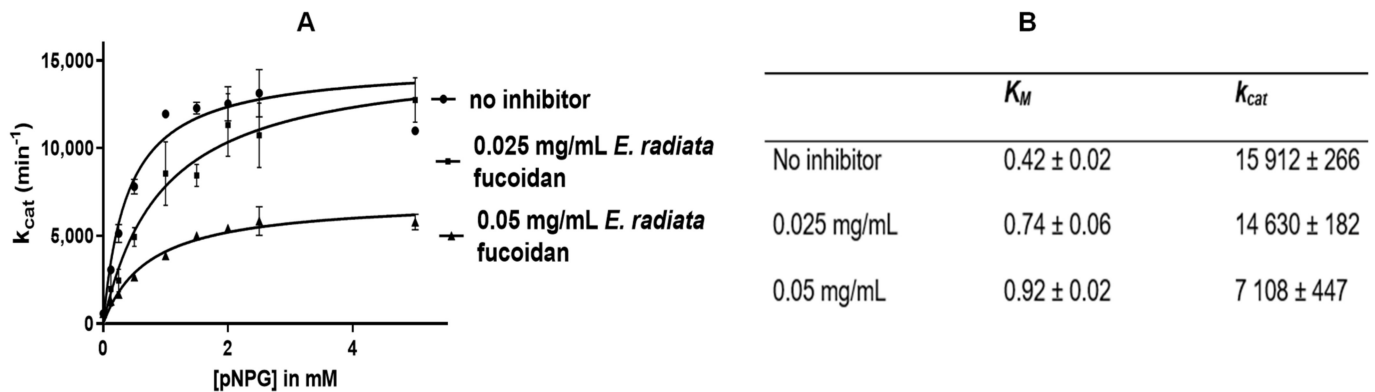 A
15,000
10,000
5,000
0
k_cat (min⁻¹)
0 2 4
[pNPG] in mM
no inhibitor
0.025 mg/mL E. radiata
fucoidan
0.05 mg/mL E. radiata
fucoidan
B
K_M k_cat
No inhibitor 0.42 ± 0.02 15 912 ± 266
0.025 mg/mL 0.74 ± 0.06 14 630 ± 182
0.05 mg/mL 0.92 ± 0.02 7 108 ± 447